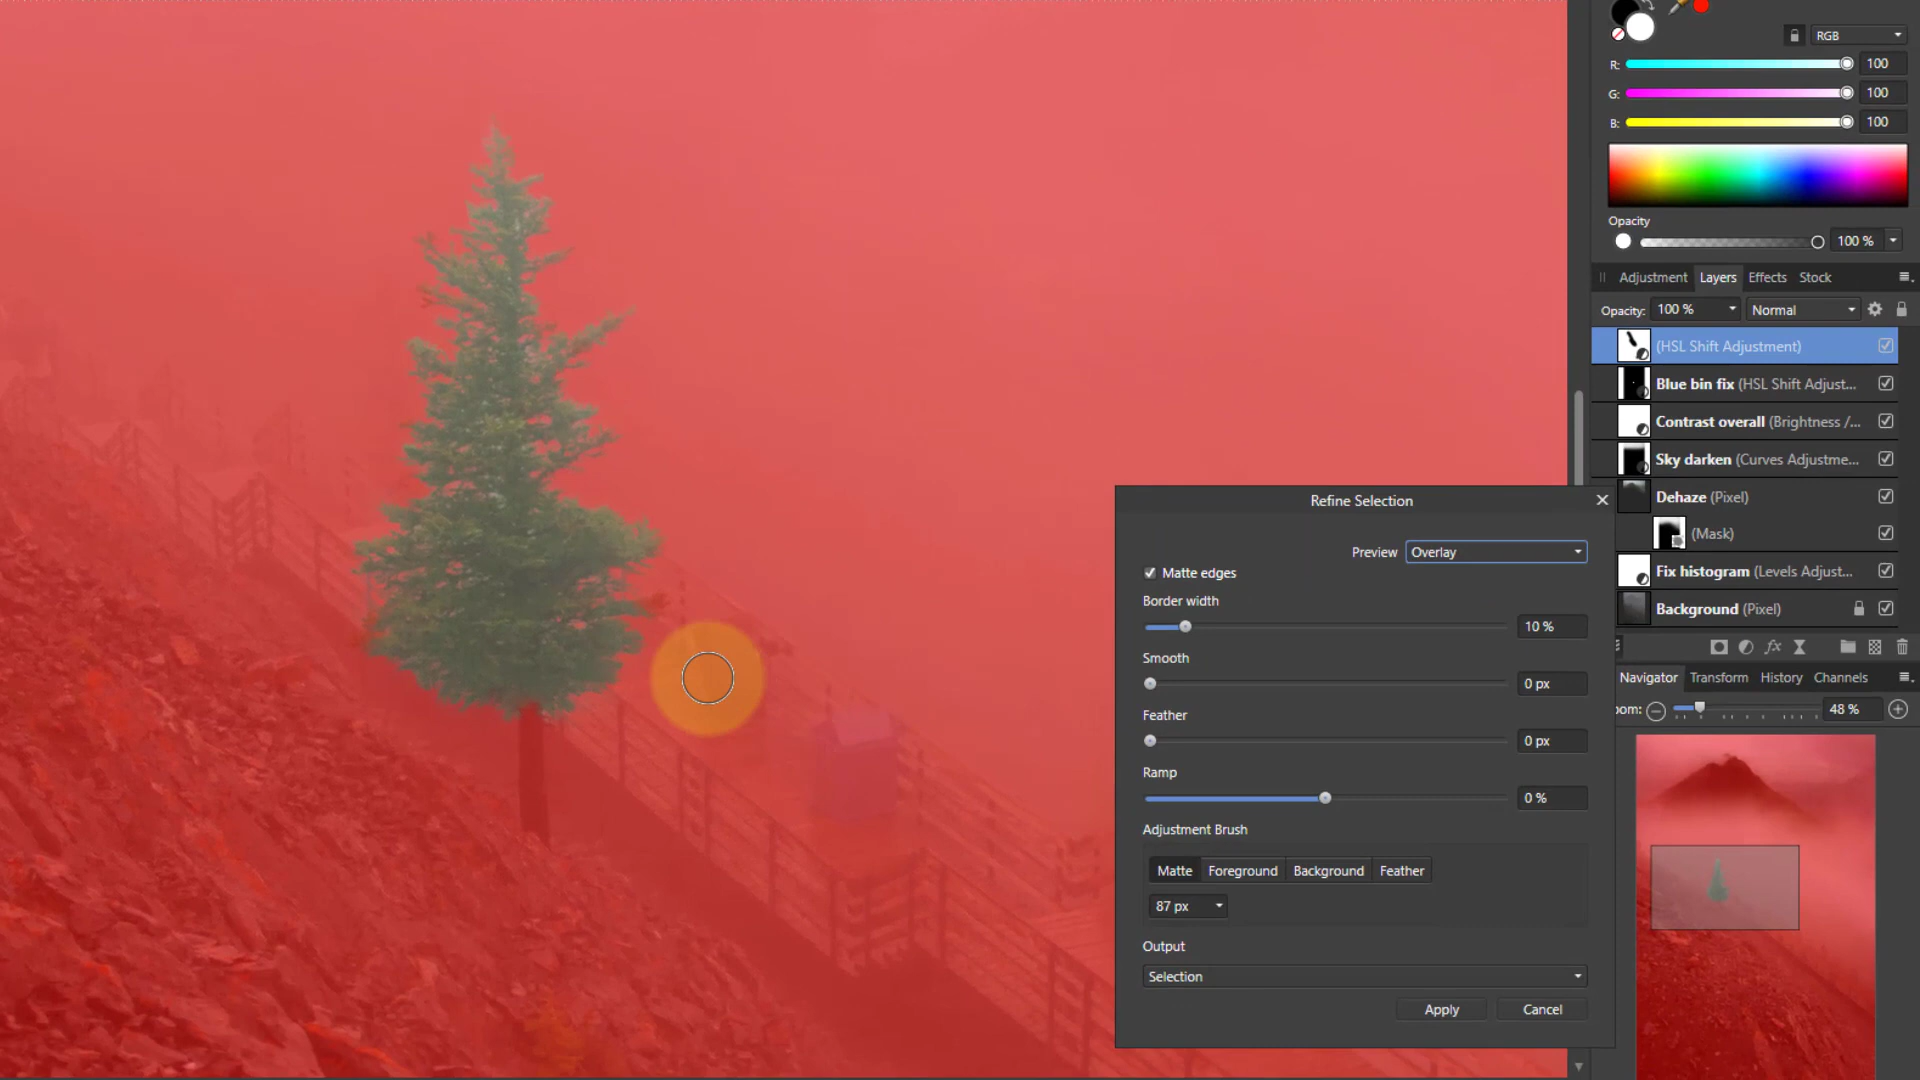 RGB
R: 100
G: 100
B: 100
Opacity
100 %
Adjustment Layers Effects Stock
Opacity: 100 % Normal
(HSL Shift Adjustment)
Blue bin fix (HSL Shift Adjust...
Contrast overall (Brightness /...
Sky darken (Curves Adjustme...
Dehaze (Pixel)
(Mask)
Fix histogram (Levels Adjust...
Background (Pixel)
fx
Navigator Transform History Channels
oom: 48 %
Refine Selection
Preview Overlay
Matte edges
Border width
10 %
Smooth
0 px
Feather
0 px
Ramp
0 %
Adjustment Brush
Matte Foreground Background Feather
87 px
Output
Selection
Apply Cancel